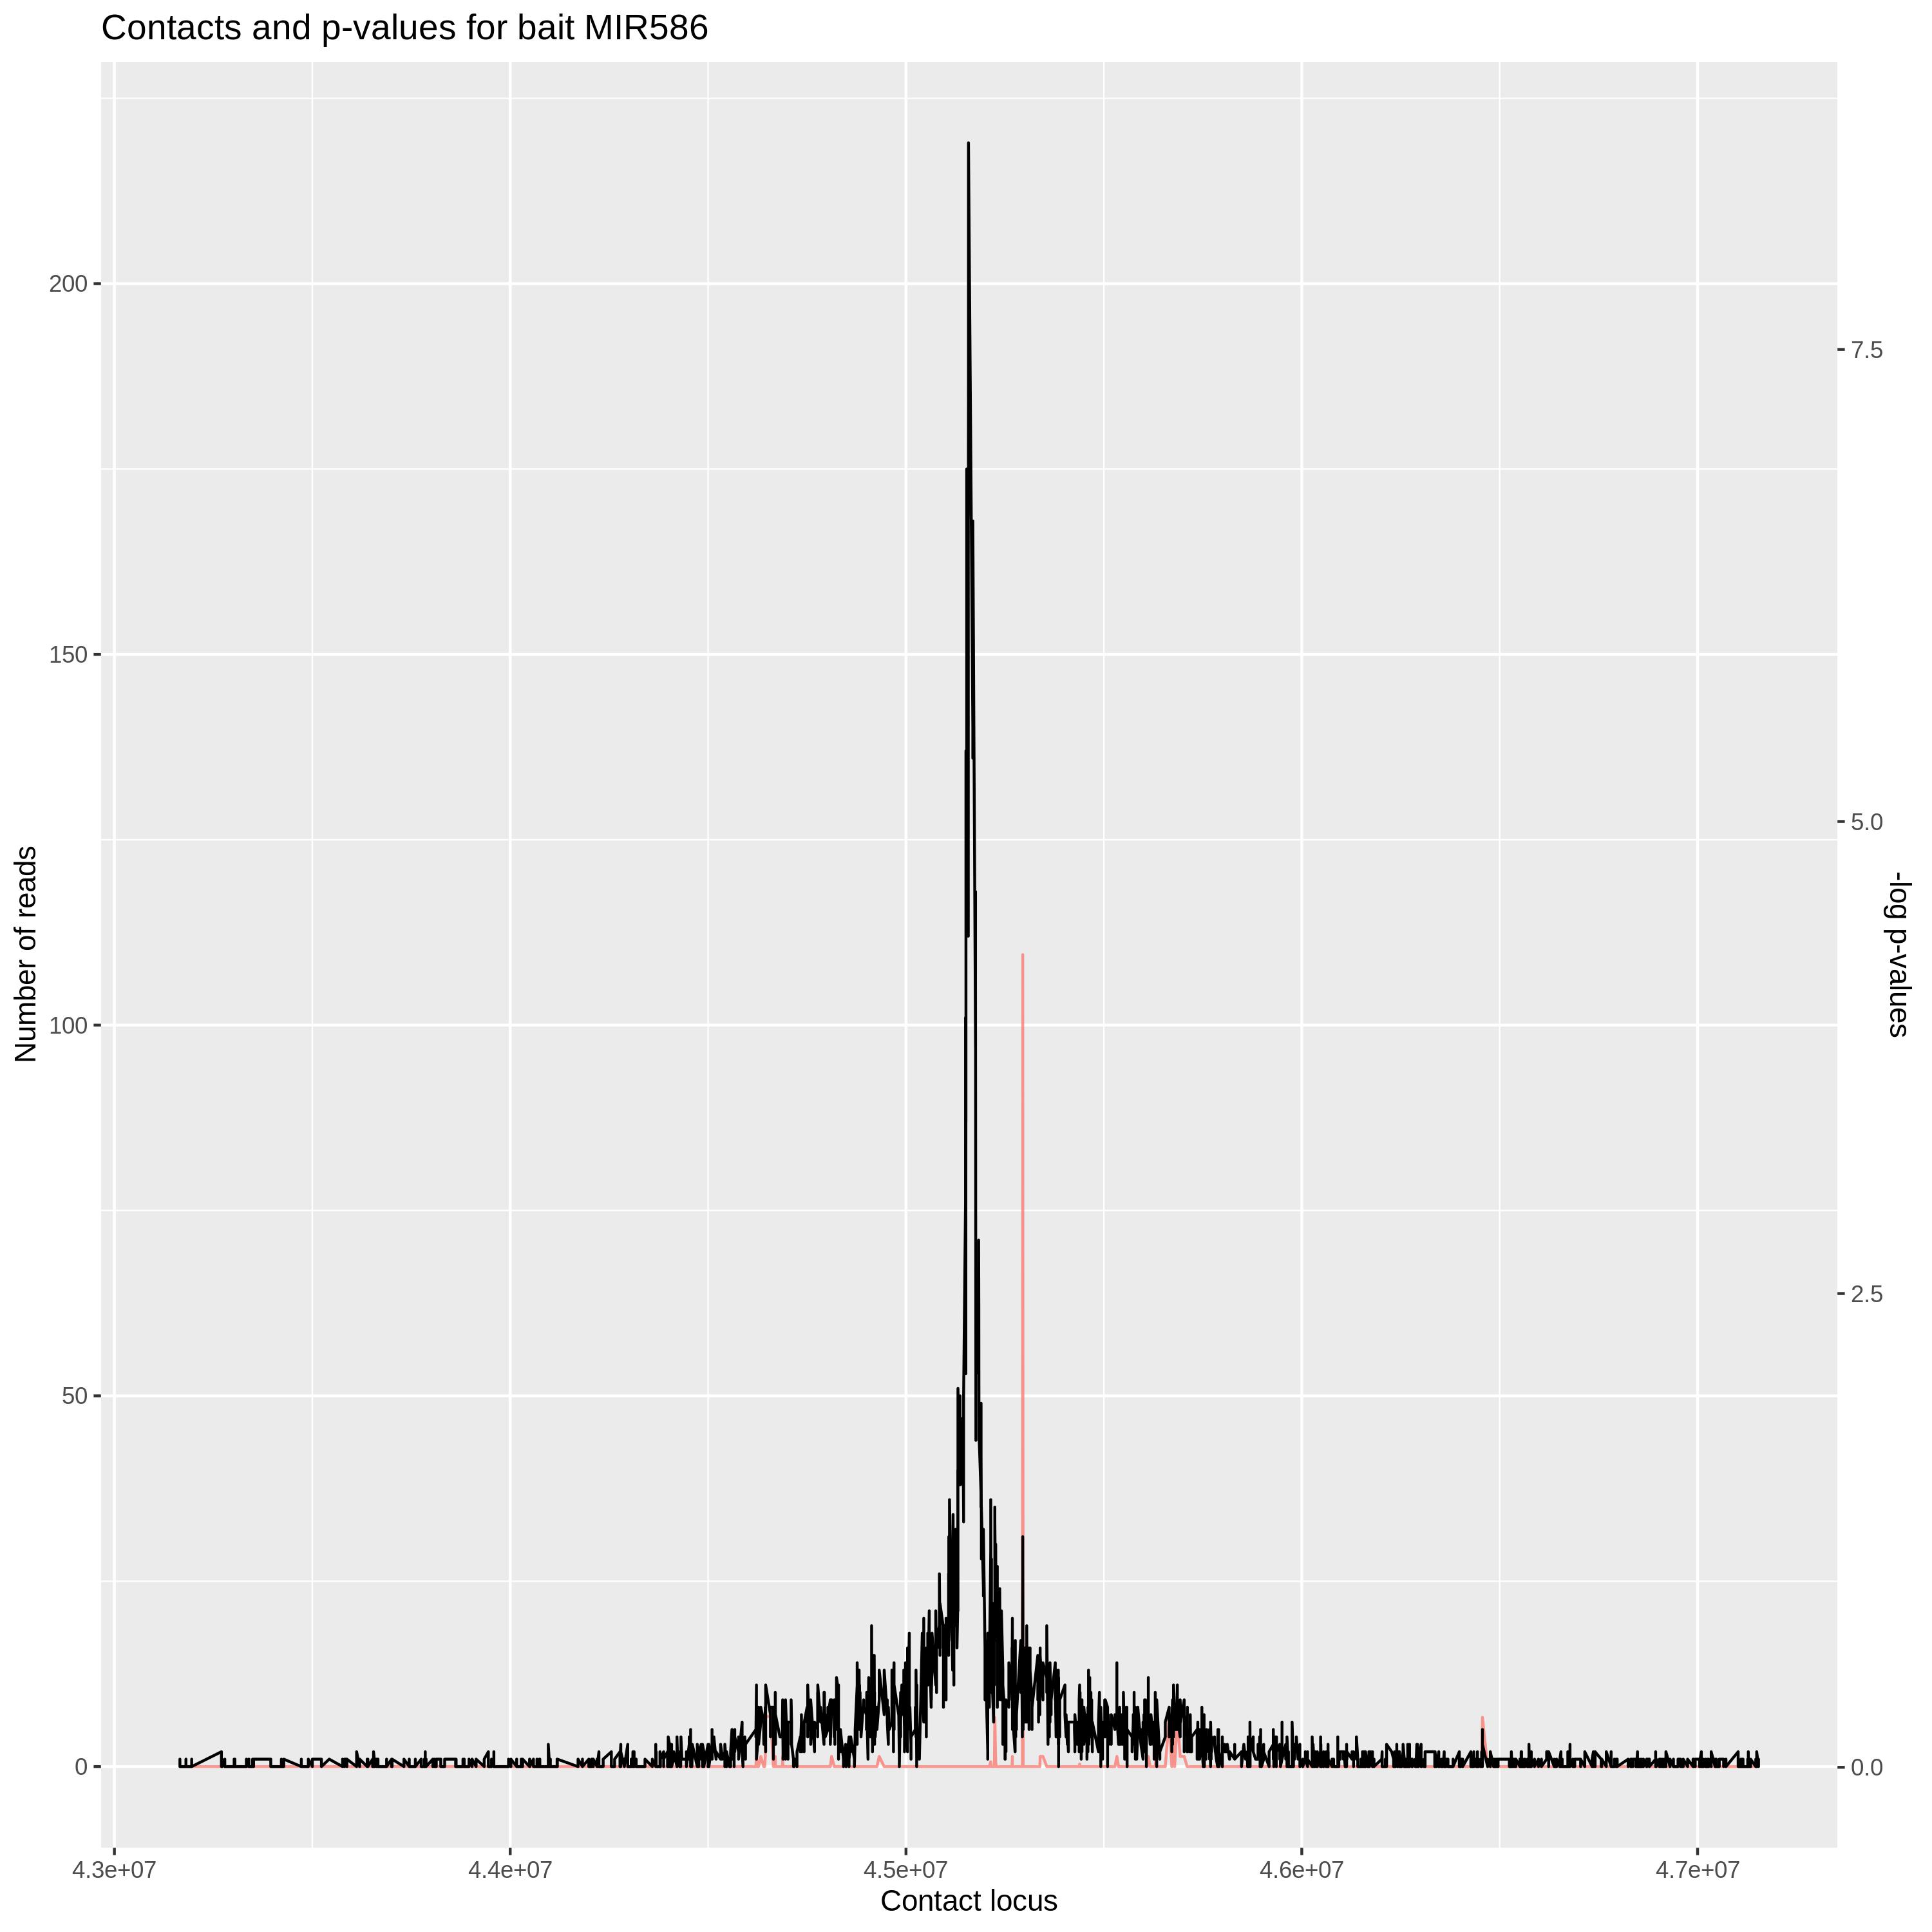 Contacts and p-values for bait MIR586
200
150
100
50
0
Number of reads
7.5
5.0
2.5
0.0
-log p-values
4.3e+07
4.4e+07
4.5e+07
4.6e+07
4.7e+07
Contact locus